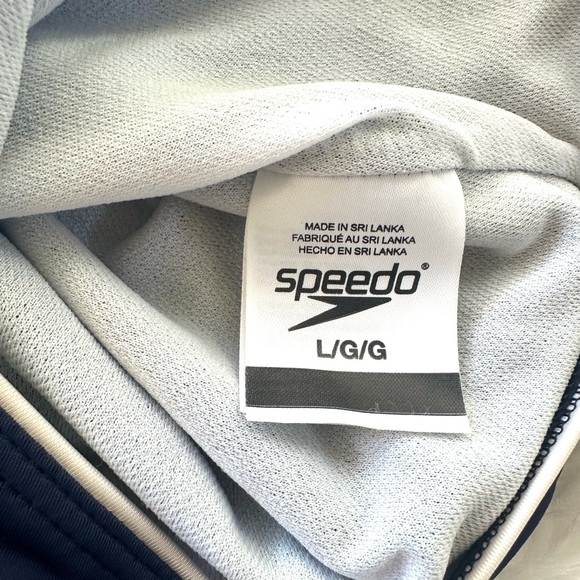 MADE IN SRI LANKA
FABRIQUÉ AU SRI LANKA
HECHO EN SRI LANKA
speedo®
L/G/G